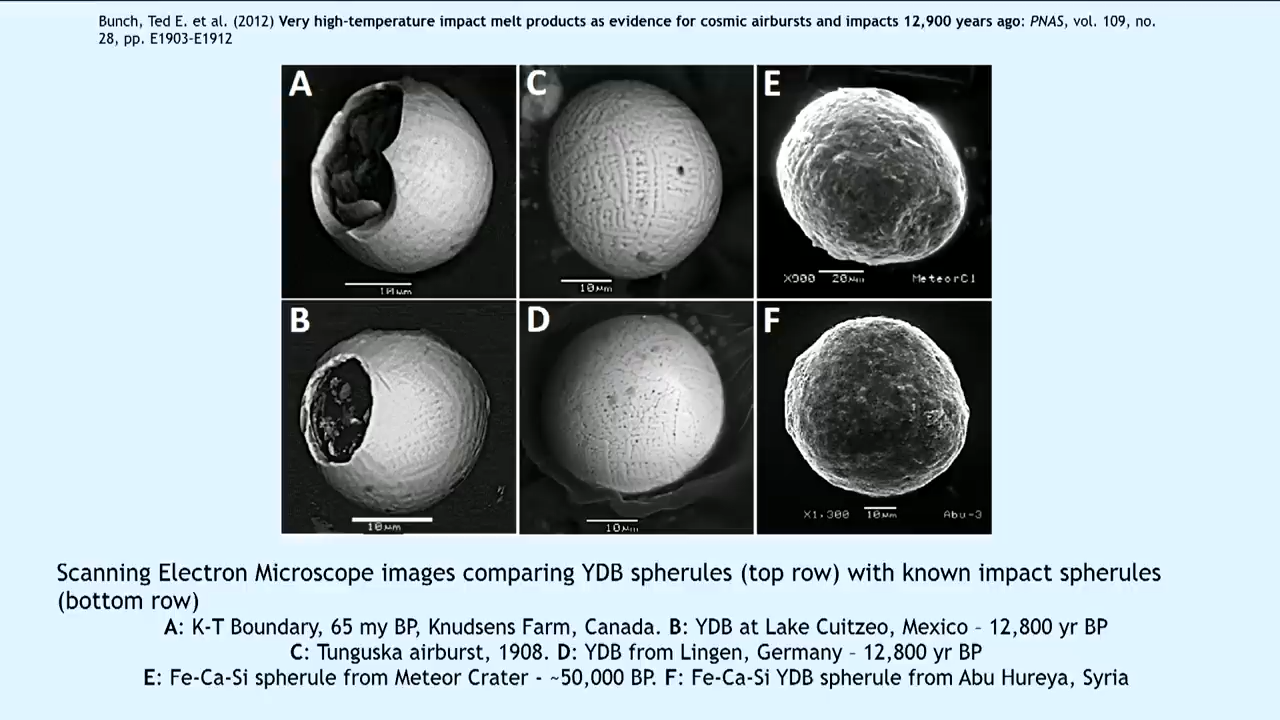 Bunch, Ted E. et al. (2012) Very high-temperature impact melt products as evidence for cosmic airbursts and impacts 12,900 years ago: PNAS, vol. 109, no.
28, pp. E1903-E1912
A
C
E
10μm
10μm
X900 20μm MeteorC1
B
D
F
10μm
10μm
X1,300 10μm Abu-3
Scanning Electron Microscope images comparing YDB spherules (top row) with known impact spherules
(bottom row)
A: K-T Boundary, 65 my BP, Knudsens Farm, Canada. B: YDB at Lake Cuitzeo, Mexico – 12,800 yr BP
C: Tunguska airburst, 1908. D: YDB from Lingen, Germany – 12,800 yr BP
E: Fe-Ca-Si spherule from Meteor Crater - ~50,000 BP. F: Fe-Ca-Si YDB spherule from Abu Hureya, Syria